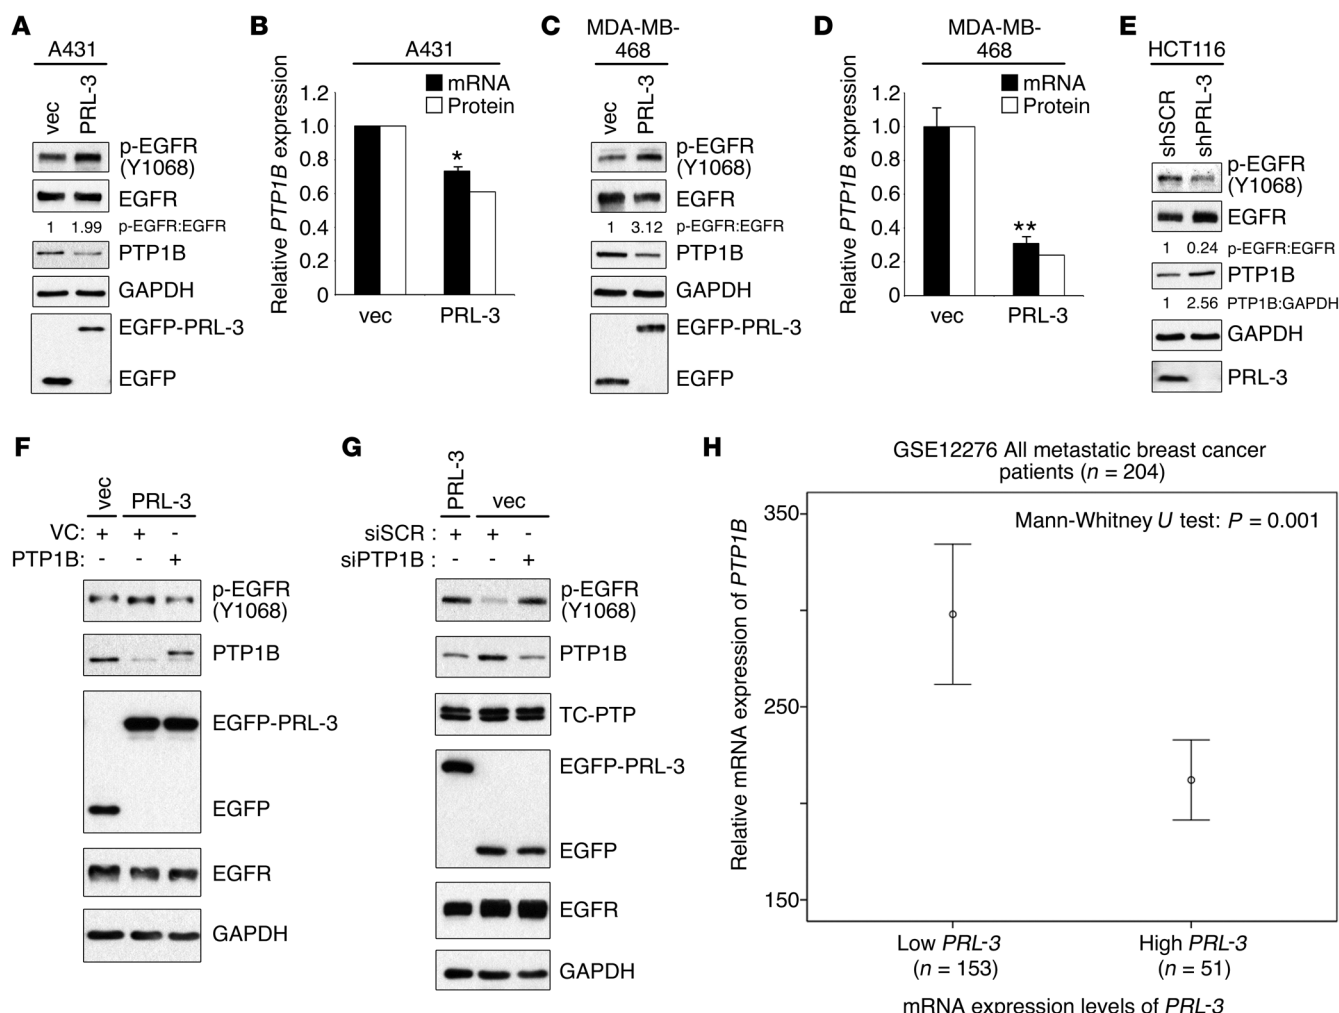 A
A431
vec
PRL-3
p-EGFR
(Y1068)
EGFR
1 1.99 p-EGFR:EGFR
PTP1B
GAPDH
EGFP-PRL-3
EGFP
B
A431
mRNA
Protein
Relative PTP1B expression
1.2
1.0
0.8
0.6
0.4
0.2
0
*
vec PRL-3
C
MDA-MB-
468
vec
PRL-3
p-EGFR
(Y1068)
EGFR
1 3.12 p-EGFR:EGFR
PTP1B
GAPDH
EGFP-PRL-3
EGFP
D
MDA-MB-
468
mRNA
Protein
Relative PTP1B expression
1.2
1.0
0.8
0.6
0.4
0.2
0
**
vec PRL-3
E
HCT116
shSCR
shPRL-3
p-EGFR
(Y1068)
EGFR
1 0.24 p-EGFR:EGFR
PTP1B
1 2.56 PTP1B:GAPDH
GAPDH
PRL-3
F
vec
PRL-3
VC: + + -
PTP1B: - - +
p-EGFR
(Y1068)
PTP1B
EGFP-PRL-3
EGFP
EGFR
GAPDH
G
PRL-3
vec
siSCR : + + -
siPTP1B : - - +
p-EGFR
(Y1068)
PTP1B
TC-PTP
EGFP-PRL-3
EGFP
EGFR
GAPDH
H
GSE12276 All metastatic breast cancer
patients (n = 204)
Mann-Whitney U test: P = 0.001
Relative mRNA expression of PTP1B
350
250
150
Low PRL-3 High PRL-3
(n = 153) (n = 51)
mRNA expression levels of PRL-3